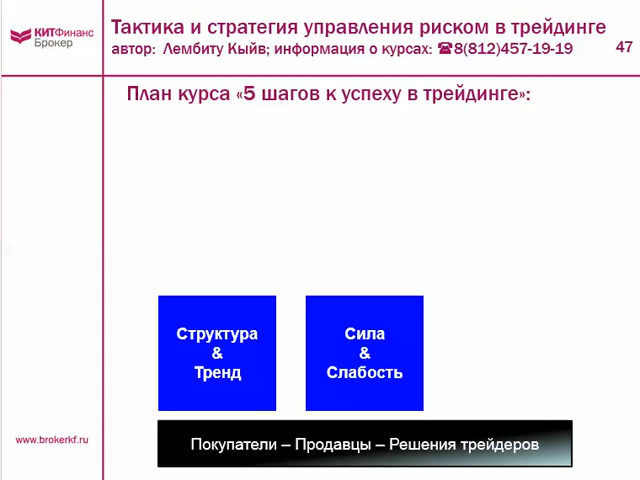 КИТФинанс
Брокер
Тактика и стратегия управления риском в трейдинге
автор: Лембиту Кыйв; информация о курсах: ☎8(812)457-19-19
47
План курса «5 шагов к успеху в трейдинге»:
Структура
&
Тренд
Сила
&
Слабость
Покупатели – Продавцы – Решения трейдеров
www.brokerkf.ru